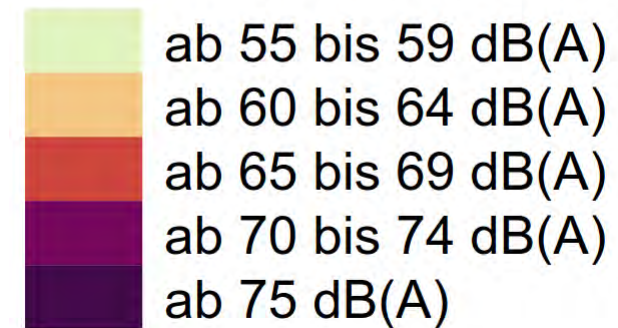 ab 55 bis 59 dB(A)
ab 60 bis 64 dB(A)
ab 65 bis 69 dB(A)
ab 70 bis 74 dB(A)
ab 75 dB(A)